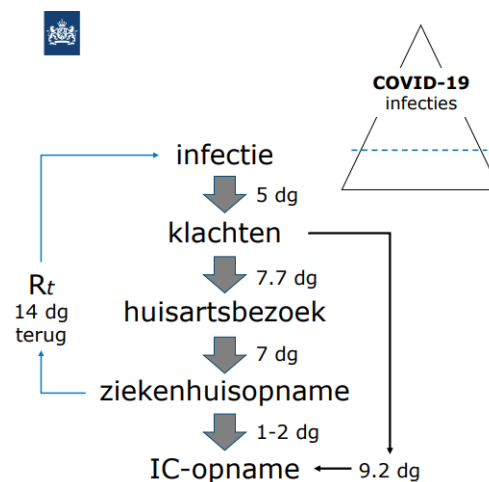 COVID-19
infecties
infectie
5 dg
klachten
7.7 dg
Rt
14 dg
terug
huisartsbezoek
7 dg
ziekenhuisopname
1-2 dg
IC-opname
9.2 dg